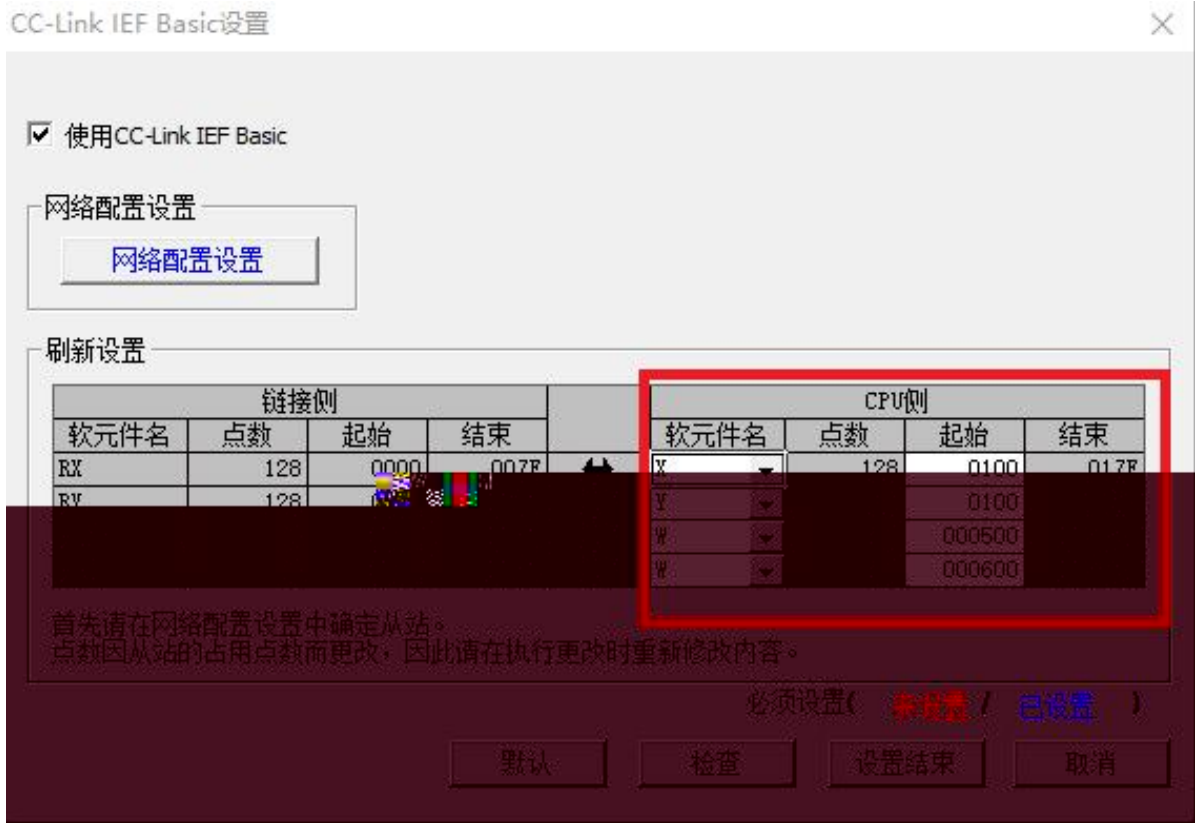 CC-Link IEF Basic设置
使用CC-Link IEF Basic
网络配置设置
网络配置设置
刷新设置
链接侧 CPU侧
软元件名 点数 起始 结束 软元件名 点数 起始 结束
RX 128 0000 007F X 128 0100 017F
RY 128 Y 0100
W 000500
W 000600
首先请在网络配置设置中确定从站。
点数因从站的占用点数而更改，因此请在执行更改时重新修改内容。
必须设置( 未设置 / 已设置 )
默认 检查 设置结束 取消